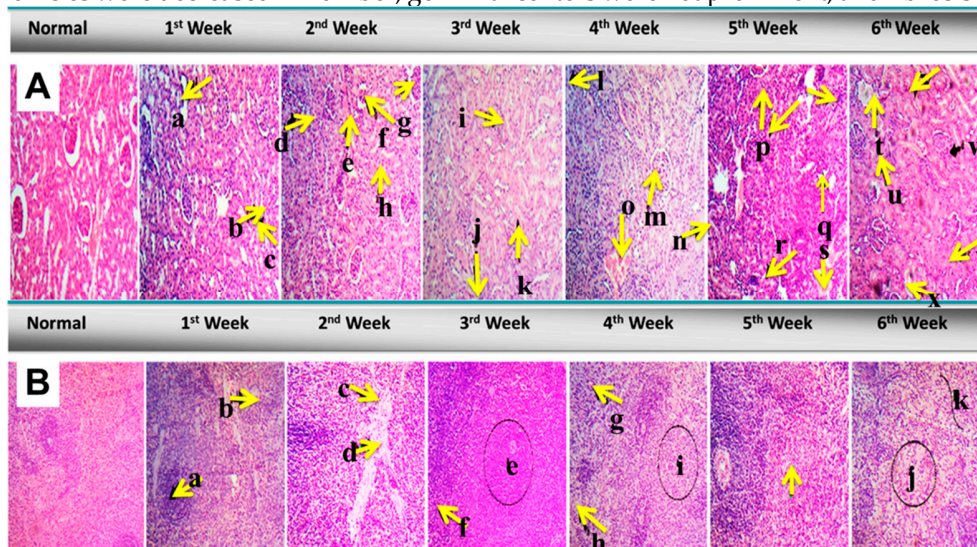 Normal 1st Week 2nd Week 3rd Week 4th Week 5th Week 6th Week
A
a b c d e f g h i j k l m n o p q r s t u v x
Normal 1st Week 2nd Week 3rd Week 4th Week 5th Week 6th Week
B
a b c d e f g h i j k